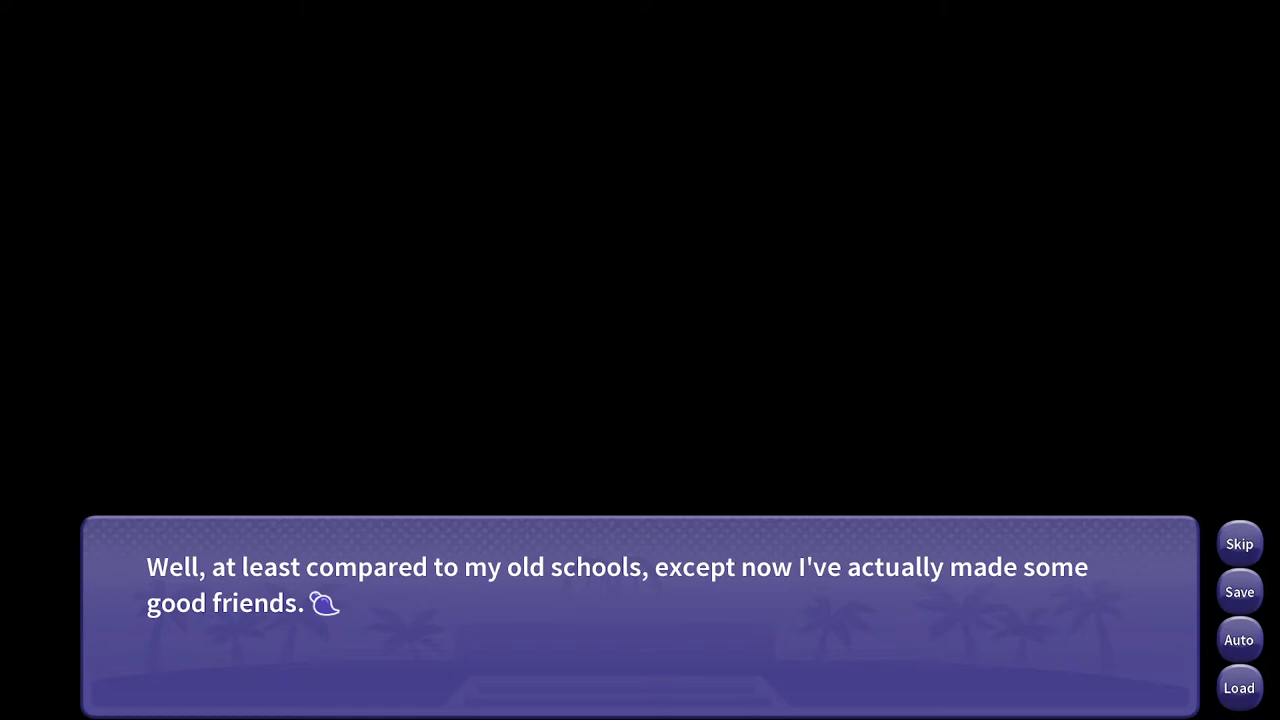 Well, at least compared to my old schools, except now I've actually made some
good friends.
Skip
Save
Auto
Load